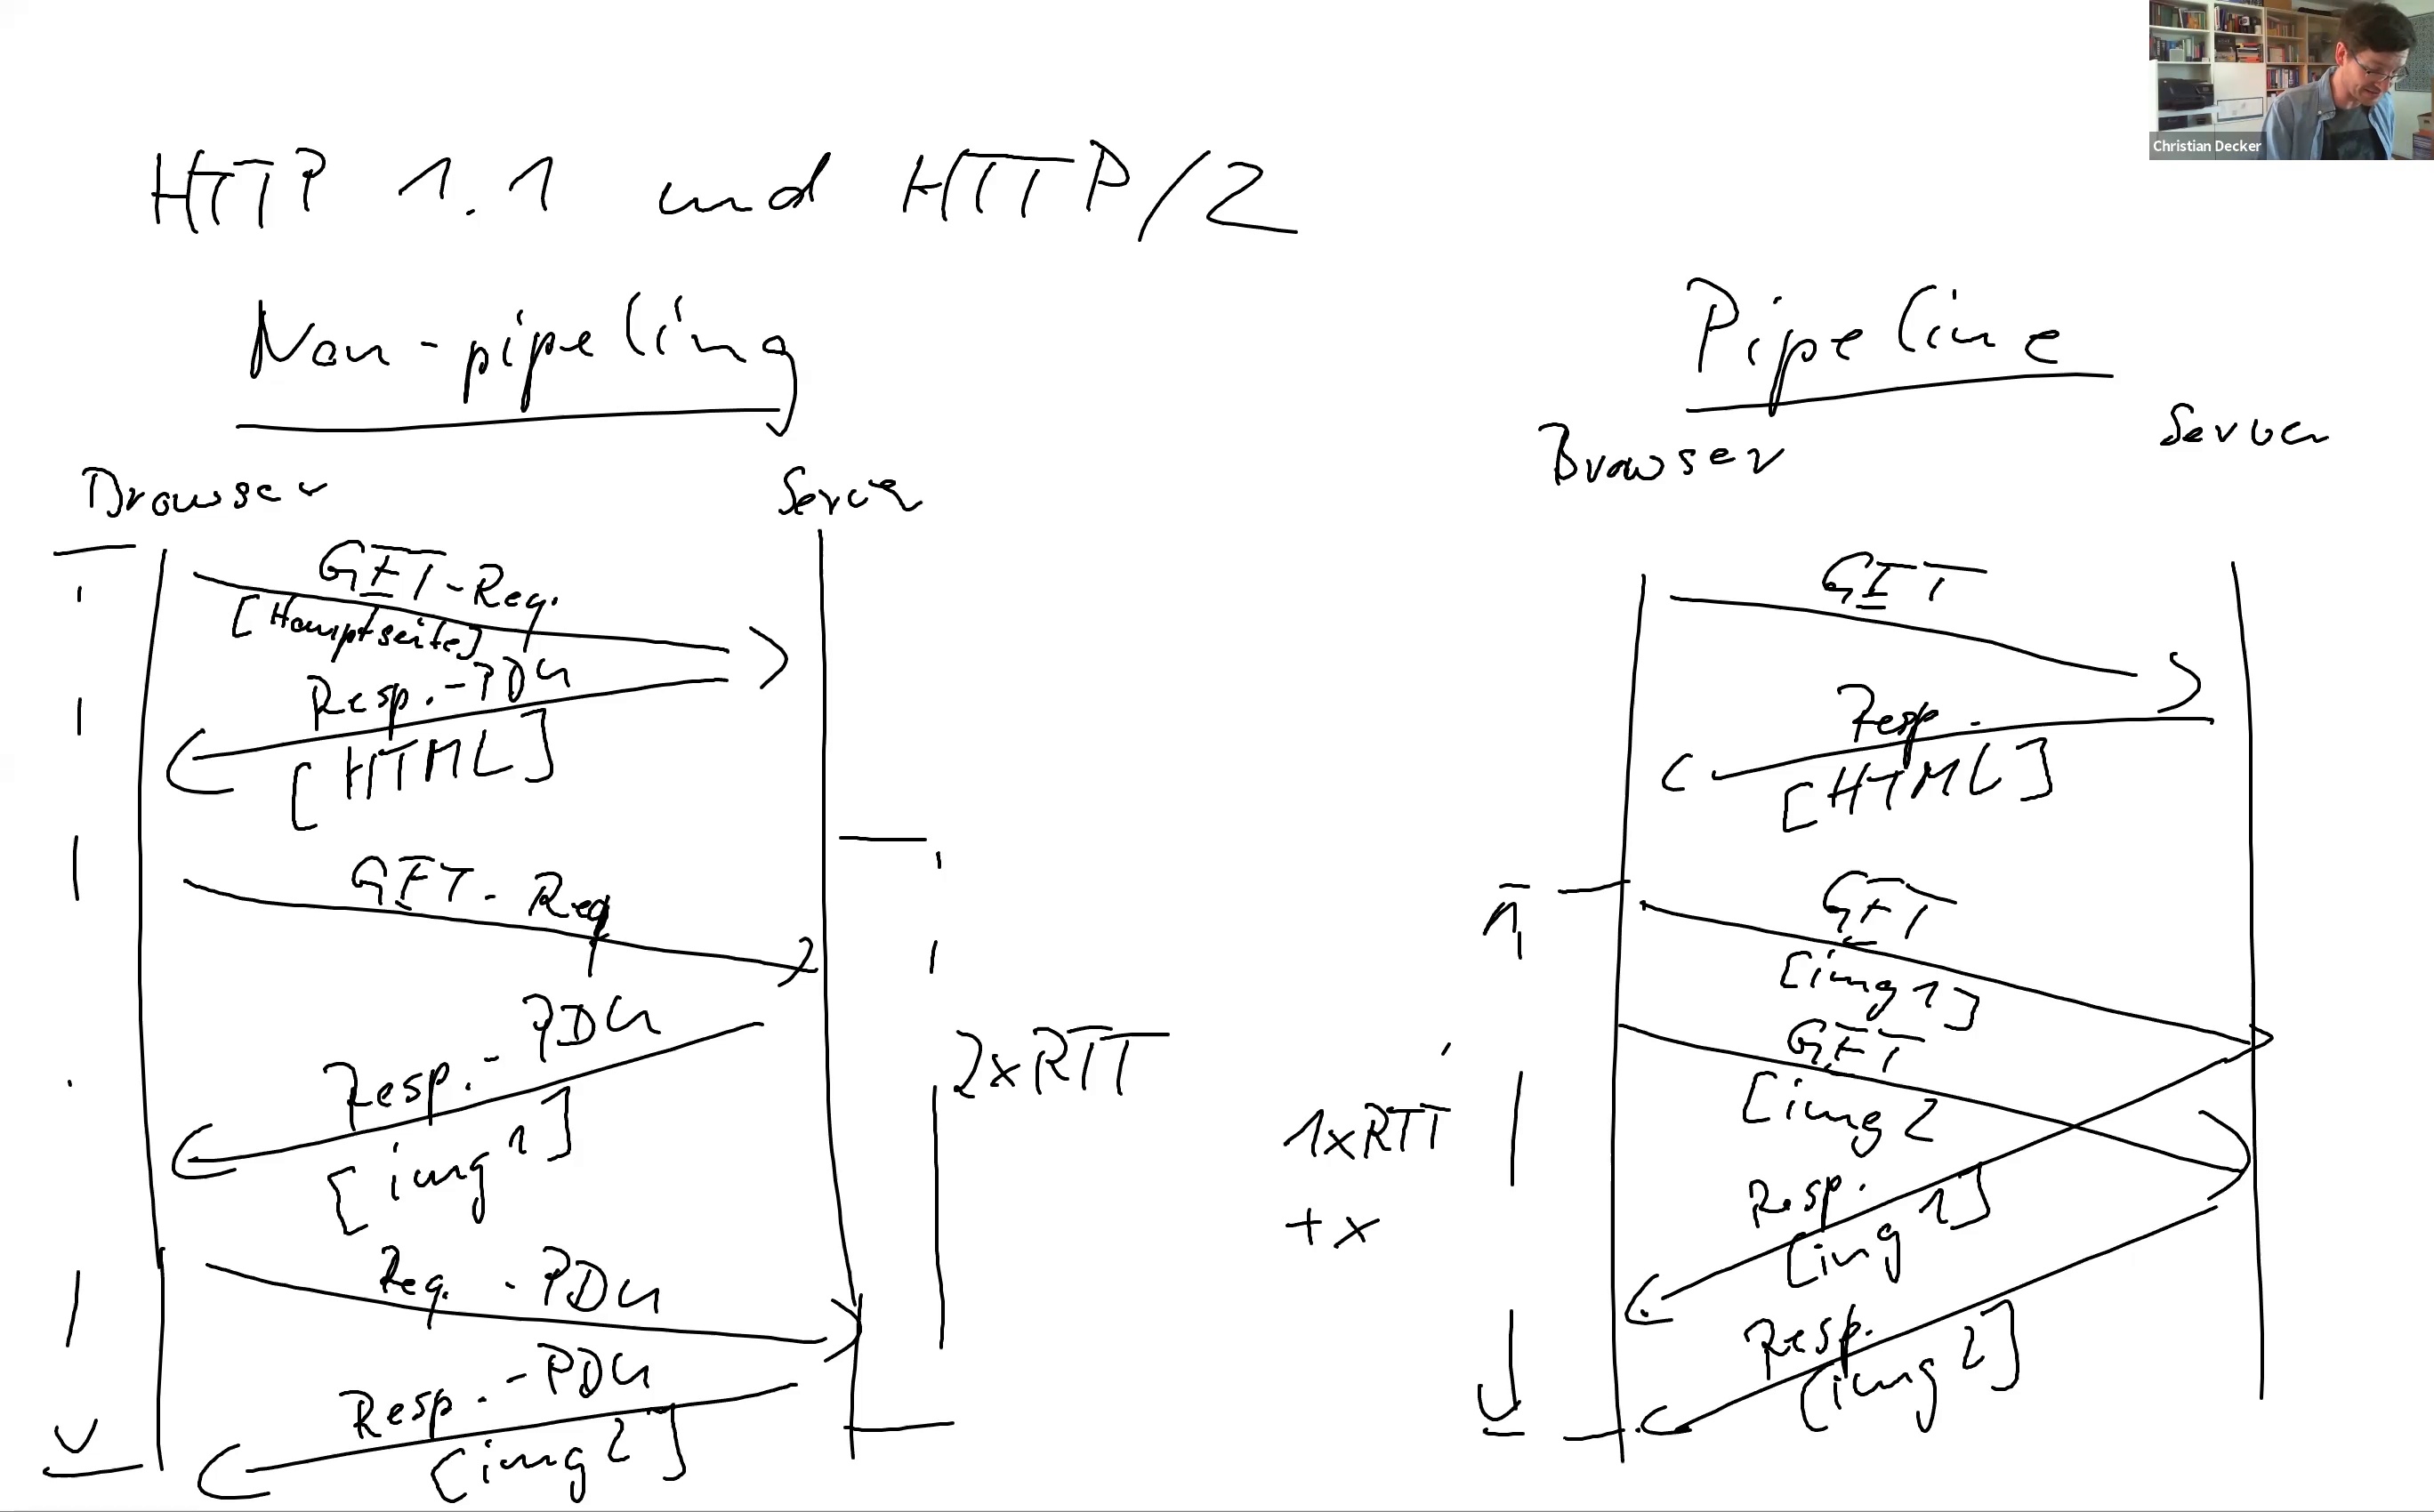 Christian Decker
HTTP 1.1 und HTTP/2
Non-pipelining
Browser Server
GET-Req.
[Hauptseite]
Resp.-PDU
[HTML]
GET-Req
Resp.-PDU
[img 1]
2xRTT
Req.-PDU
Resp.-PDU
[img 2]
Pipeline
Browser Server
GET
Resp.
[HTML]
GET
[img 1]
GET
[img 2
1xRTT
+x
Resp.
[img 1]
Resp.
[img 2]